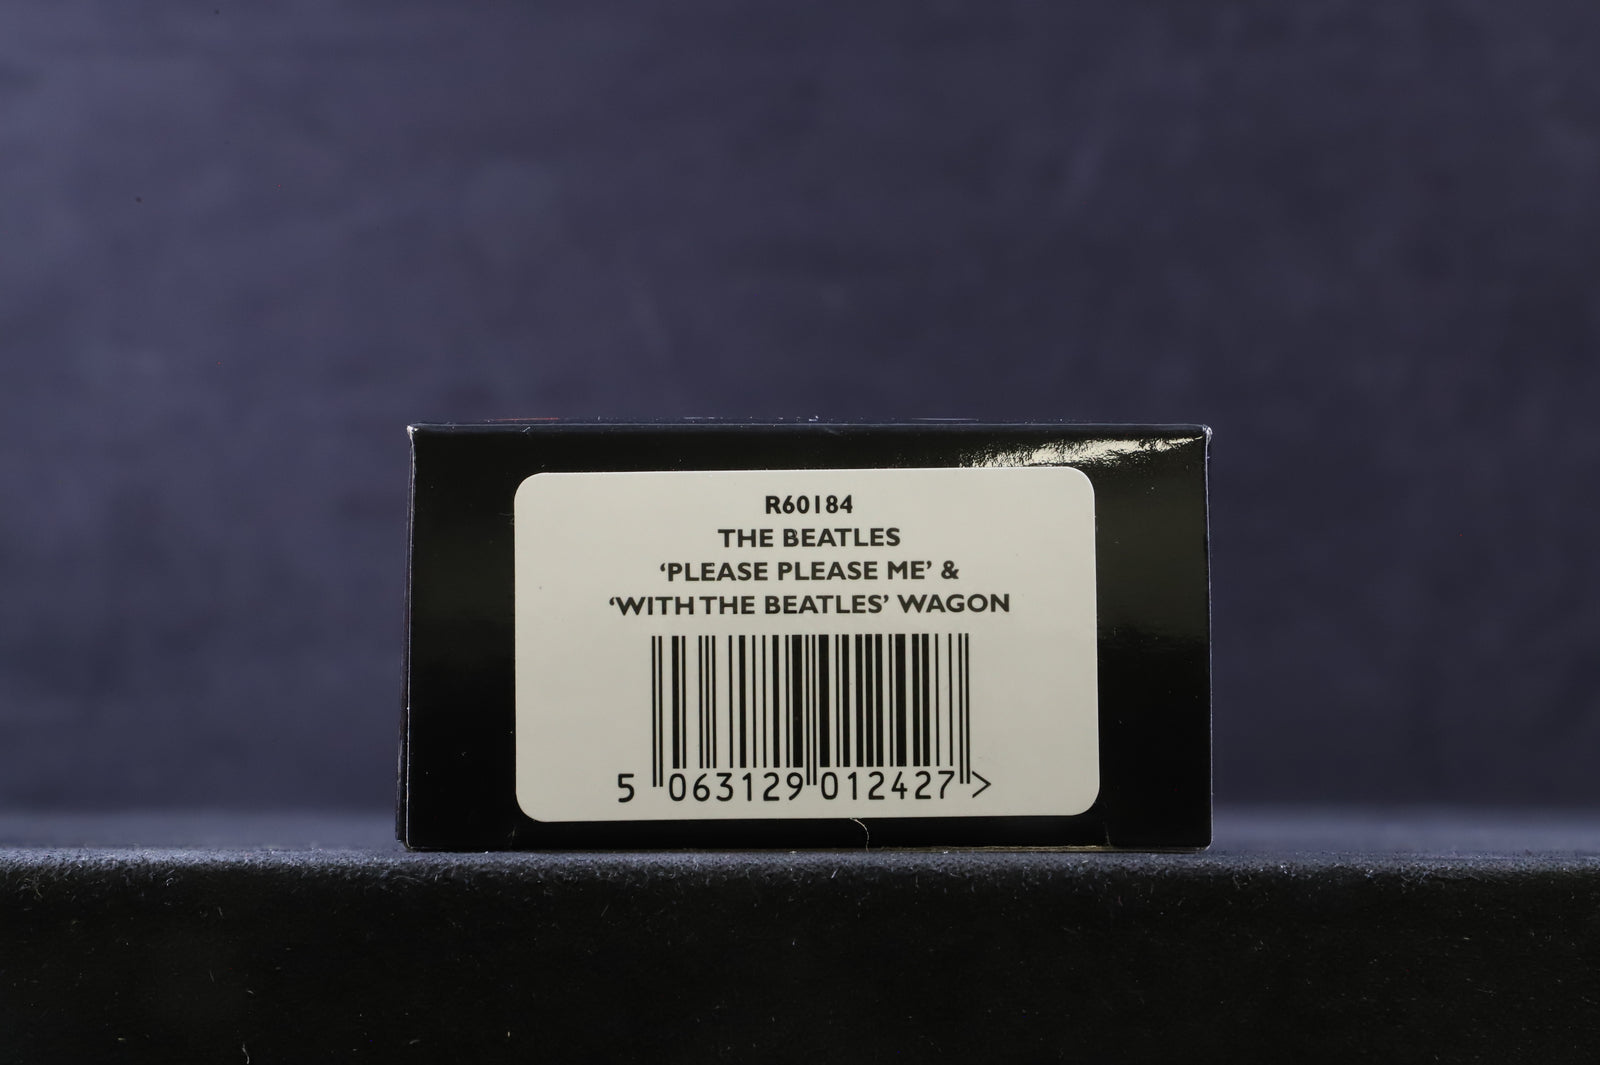 R60184
THE BEATLES
‘PLEASE PLEASE ME’ &
‘WITH THE BEATLES’ WAGON
5 063129 012427 >